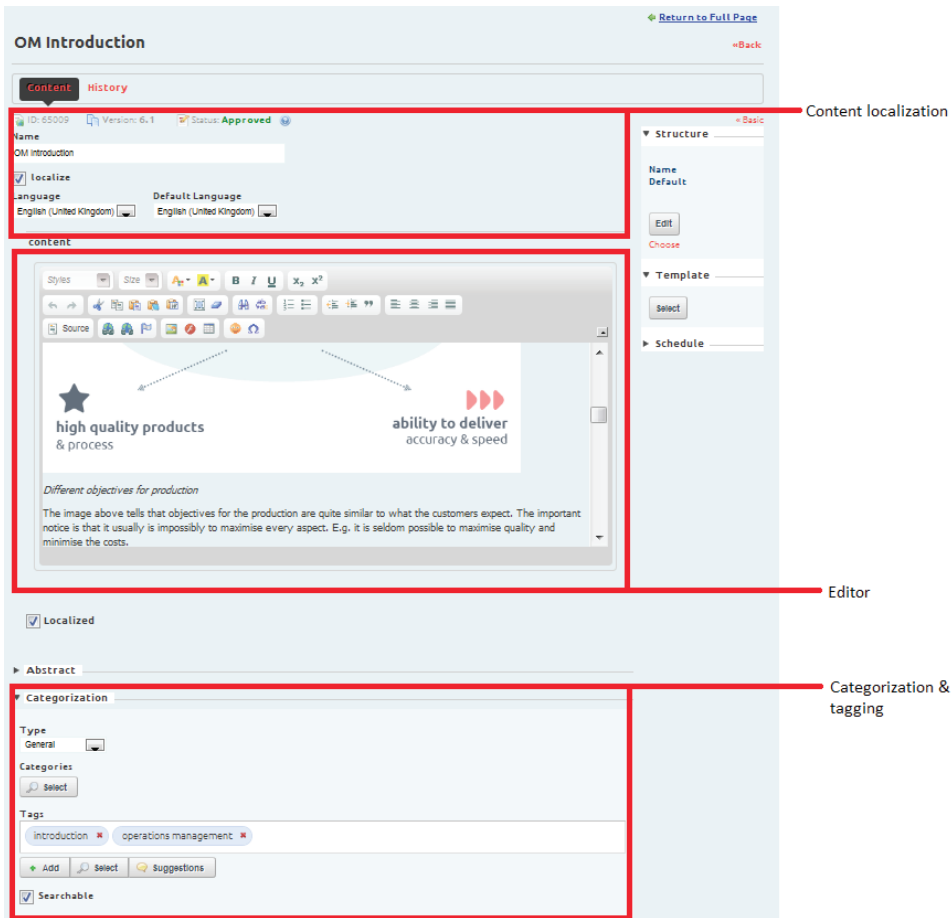 Return to Full Page
OM Introduction
«Back
Content History
Content localization
ID: 65009 Version: 6.1 Status: Approved
« Basic
Name
Structure
OM Introduction
Name
Default
localize
Language Default Language
English (United Kingdom) English (United Kingdom)
Edit
content
Choose
Styles Size B I U x₂ x²
Template
Source Ω
Select
Schedule
high quality products
& process
ability to deliver
accuracy & speed
Different objectives for production
The image above tells that objectives for the production are quite similar to what the customers expect. The important
notice is that it usually is impossibly to maximise every aspect. E.g. it is seldom possible to maximise quality and
minimise the costs.
Editor
Localized
Abstract
Categorization
Categorization &
tagging
Type
General
Categories
Select
Tags
introduction operations management
Add Select Suggestions
Searchable